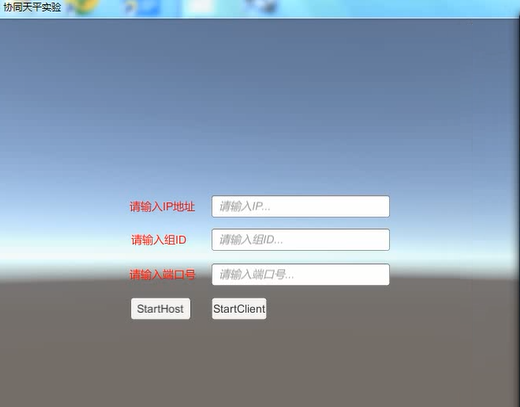 协同天平实验
请输入IP地址 请输入IP...
请输入组ID 请输入组ID...
请输入端口号 请输入端口号...
StartHost StartClient